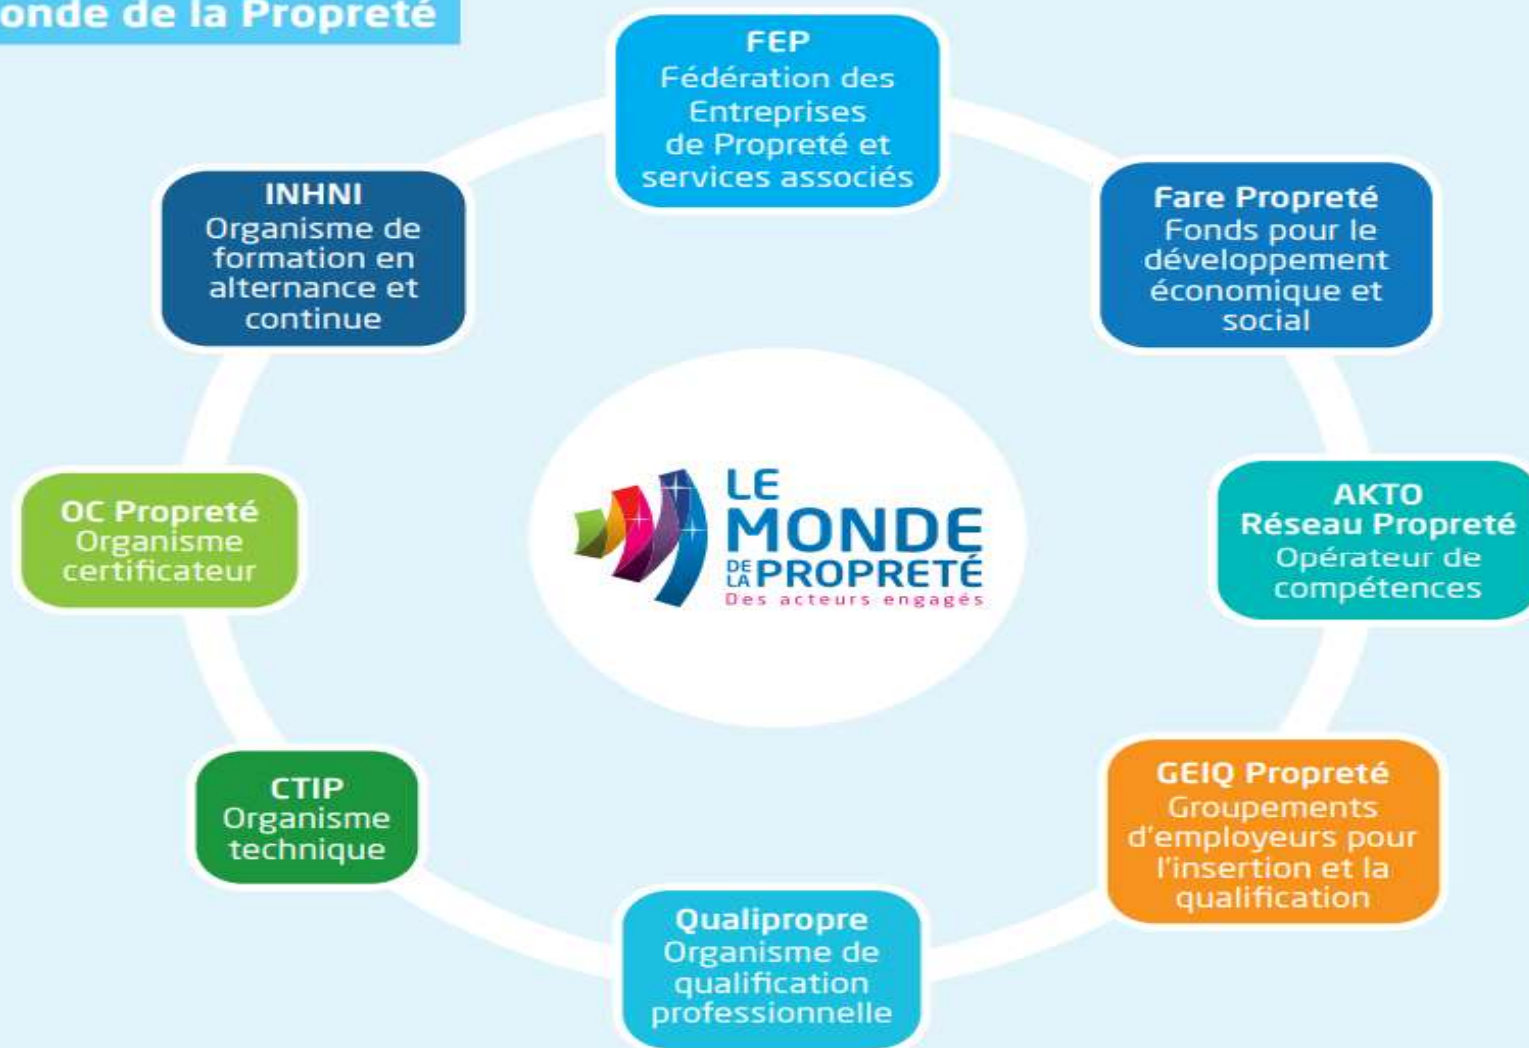 onde de la Propreté
FEP
Fédération des
Entreprises
de Propreté et
services associés
Fare Propreté
Fonds pour le
développement
économique et
social
AKTO
Réseau Propreté
Opérateur de
compétences
GEIQ Propreté
Groupements
d'employeurs pour
l'insertion et la
qualification
Qualipropre
Organisme de
qualification
professionnelle
CTIP
Organisme
technique
OC Propreté
Organisme
certificateur
INHNI
Organisme de
formation en
alternance et
continue
LE
MONDE
DE LA PROPRETÉ
Des acteurs engagés